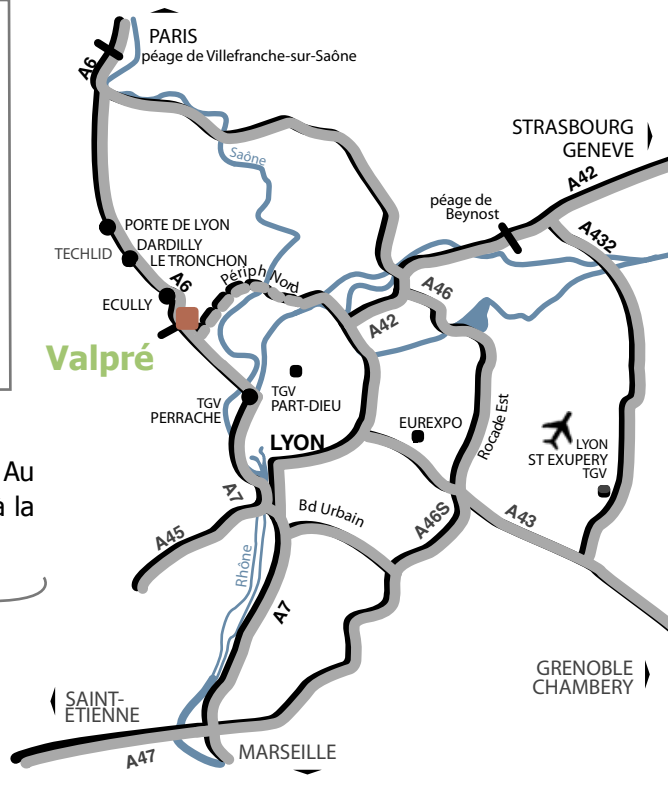 PARIS
péage de Villefranche-sur-Saône
A6
Saône
STRASBOURG
GENEVE
A42
péage de
Beynost
A432
PORTE DE LYON
DARDILLY
TECHLID
LE TRONCHON
A6
Périph Nord
ECULLY
A46
A42
Valpré
TGV
PERRACHE
TGV
PART-DIEU
EUREXPO
Rocade Est
LYON
LYON
ST EXUPERY
TGV
Au
a la
A7
Bd Urbain
A46S
A43
A45
Rhône
A7
GRENOBLE
CHAMBERY
SAINT-
ETIENNE
A47
MARSEILLE